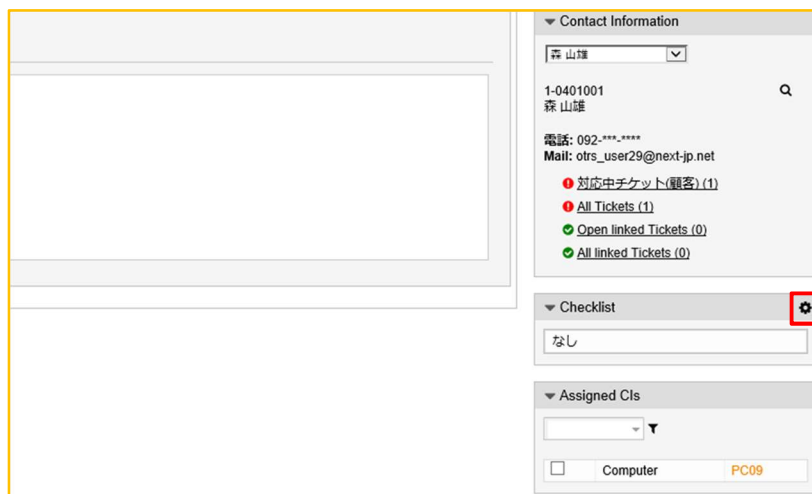 Contact Information
森 山雄
1-0401001
森 山雄
電話: 092-***-****
Mail: otrs_user29@next-jp.net
対応中チケット(顧客) (1)
All Tickets (1)
Open linked Tickets (0)
All linked Tickets (0)
Checklist
なし
Assigned CIs
Computer PC09